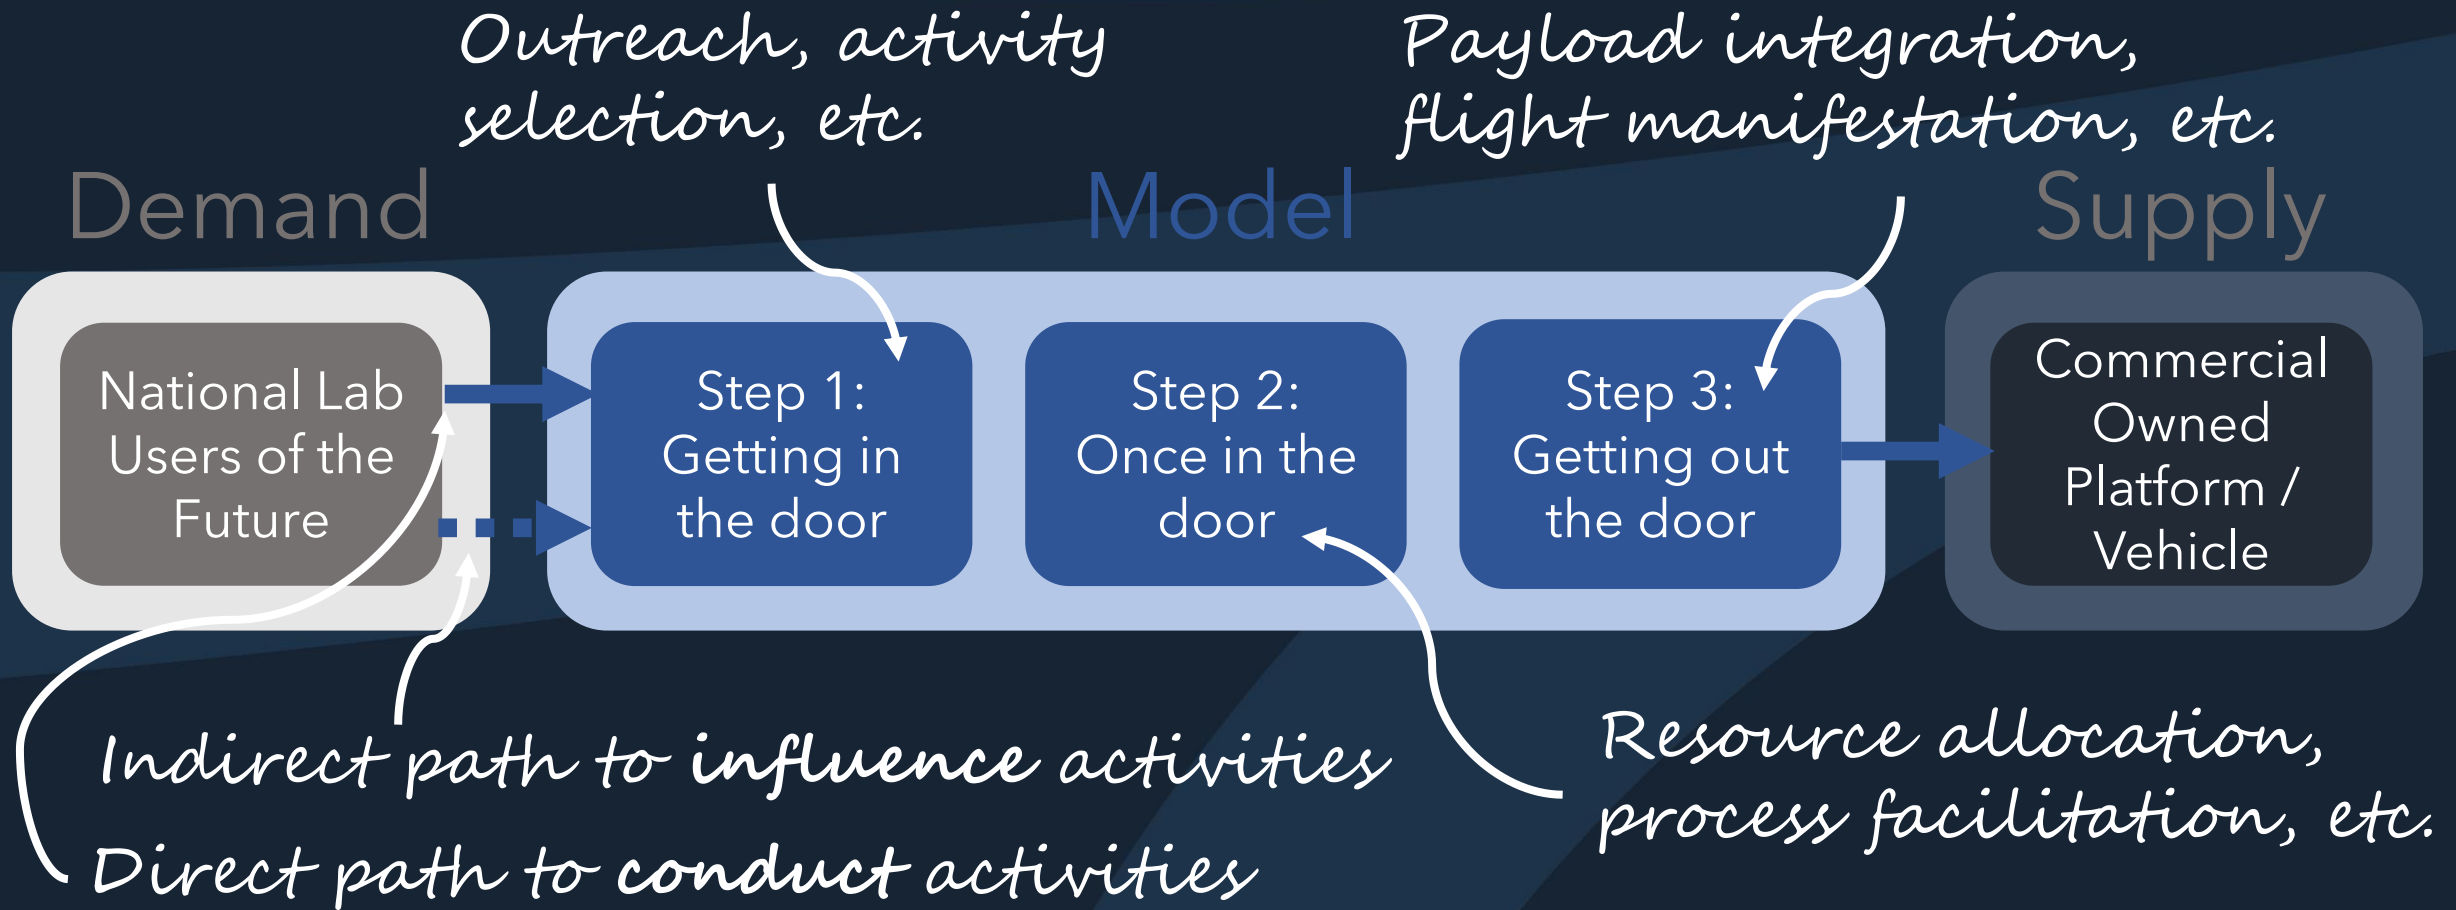 Outreach, activity
selection, etc.
Payload integration,
flight manifestation, etc.
Demand
Model
Supply
National Lab
Users of the
Future
Step 1:
Getting in
the door
Step 2:
Once in the
door
Step 3:
Getting out
the door
Commercial
Owned
Platform /
Vehicle
Indirect path to influence activities
Direct path to conduct activities
Resource allocation,
process facilitation, etc.